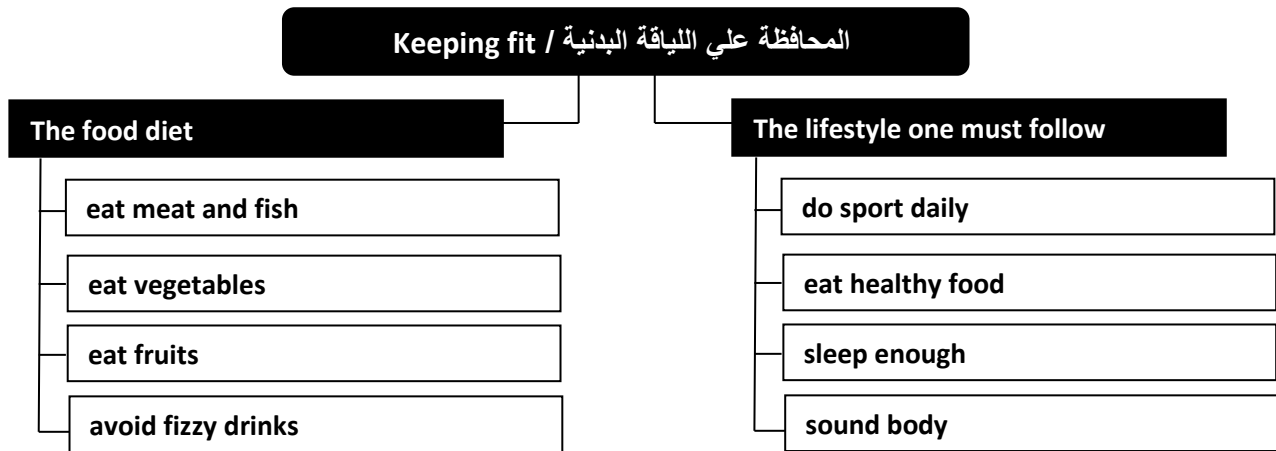 Keeping fit / المحافظة علي اللياقة البدنية
The food diet
eat meat and fish
eat vegetables
eat fruits
avoid fizzy drinks
The lifestyle one must follow
do sport daily
eat healthy food
sleep enough
sound body